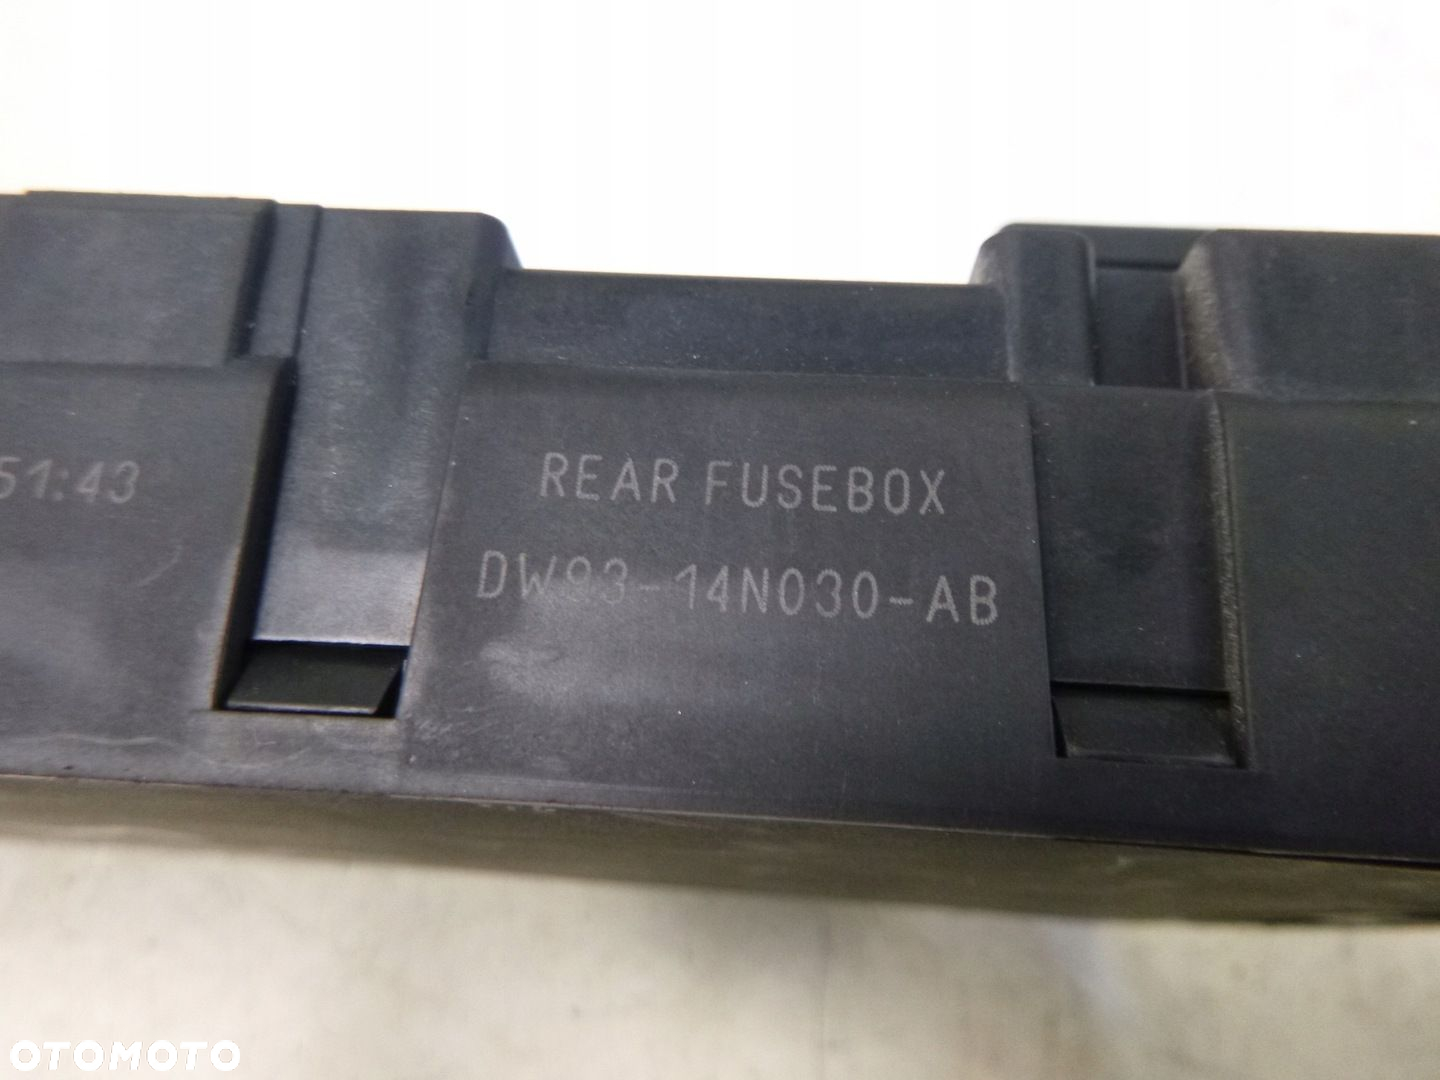 51:43
REAR FUSEBOX
DW93-14N030-AB
OTOMOTO